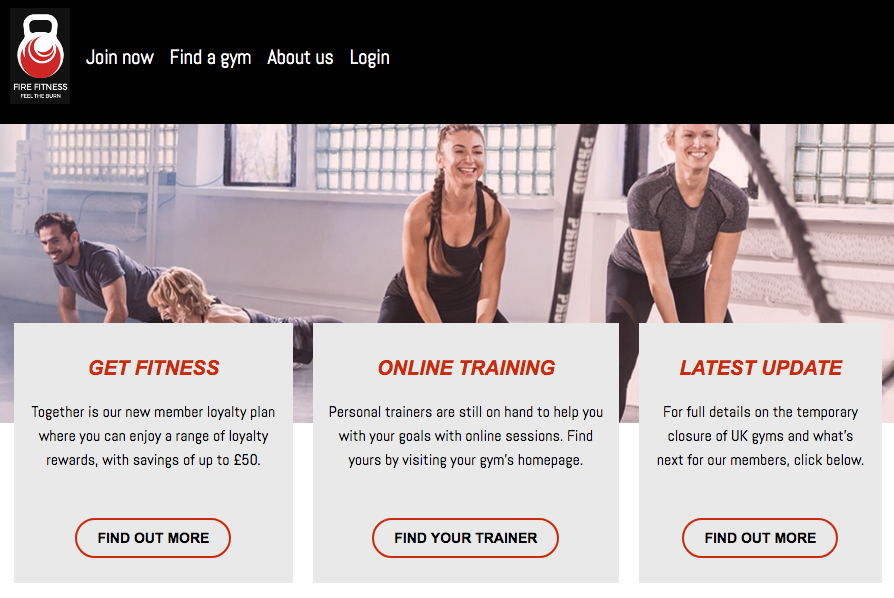 FIRE FITNESS
FEEL THE BURN
Join now Find a gym About us Login
PROUD
PROUD
GET FITNESS
Together is our new member loyalty plan
where you can enjoy a range of loyalty
rewards, with savings of up to £50.
FIND OUT MORE
ONLINE TRAINING
Personal trainers are still on hand to help you
with your goals with online sessions. Find
yours by visiting your gym's homepage.
FIND YOUR TRAINER
LATEST UPDATE
For full details on the temporary
closure of UK gyms and what's
next for our members, click below.
FIND OUT MORE